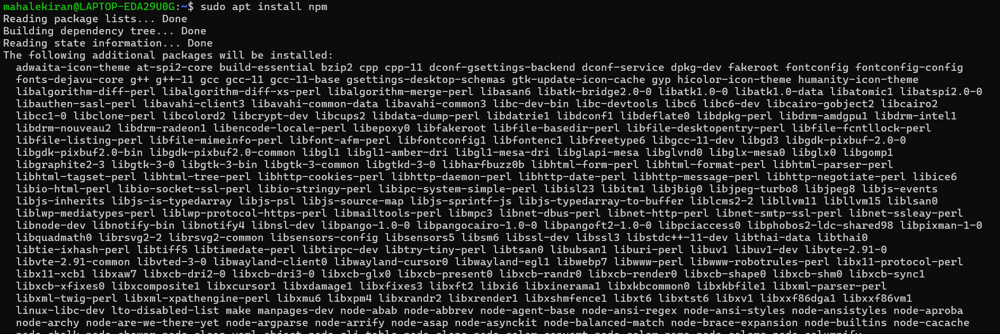 mahalekiran@LAPTOP-EDA29U0G:~$ sudo apt install npm
Reading package lists... Done
Building dependency tree... Done
Reading state information... Done
The following additional packages will be installed:
adwaita-icon-theme at-spi2-core build-essential bzip2 cpp cpp-11 dconf-gsettings-backend dconf-service dpkg-dev fakeroot fontconfig fontconfig-config
fonts-dejavu-core g++ g++-11 gcc gcc-11 gcc-11-base gsettings-desktop-schemas gtk-update-icon-cache gyp hicolor-icon-theme humanity-icon-theme
libalgorithm-diff-perl libalgorithm-diff-xs-perl libalgorithm-merge-perl libasan6 libatk-bridge2.0-0 libatk1.0-0 libatk1.0-data libatomic1 libatspi2.0-0
libauthen-sasl-perl libavahi-client3 libavahi-common-data libavahi-common3 libc-dev-bin libc-devtools libc6 libc6-dev libcairo-gobject2 libcairo2
libcc1-0 libclone-perl libcolord2 libcrypt-dev libcups2 libdata-dump-perl libdatrie1 libdconf1 libdeflate0 libdpkg-perl libdrm-amdgpu1 libdrm-intel1
libdrm-nouveau2 libdrm-radeon1 libencode-locale-perl libepoxy0 libfakeroot libfile-basedir-perl libfile-desktopentry-perl libfile-fcntllock-perl
libfile-listing-perl libfile-mimeinfo-perl libfont-afm-perl libfontconfig1 libfontenc1 libfreetype6 libgcc-11-dev libgd3 libgdk-pixbuf-2.0-0
libgdk-pixbuf2.0-bin libgdk-pixbuf2.0-common libgl1 libgl1-amber-dri libgl1-mesa-dri libglapi-mesa libglvnd0 libglx-mesa0 libglx0 libgomp1
libgraphite2-3 libgtk-3-0 libgtk-3-bin libgtk-3-common libgtkd-3-0 libharfbuzz0b libhtml-form-perl libhtml-format-perl libhtml-parser-perl
libhtml-tagset-perl libhtml-tree-perl libhttp-cookies-perl libhttp-daemon-perl libhttp-date-perl libhttp-message-perl libhttp-negotiate-perl libice6
libio-html-perl libio-socket-ssl-perl libio-stringy-perl libipc-system-simple-perl libisl23 libitm1 libjbig0 libjpeg-turbo8 libjpeg8 libjs-events
libjs-inherits libjs-is-typedarray libjs-psl libjs-source-map libjs-sprintf-js libjs-typedarray-to-buffer liblcms2-2 libllvm11 libllvm15 liblsan0
liblwp-mediatypes-perl liblwp-protocol-https-perl libmailtools-perl libmpc3 libnet-dbus-perl libnet-http-perl libnet-smtp-ssl-perl libnet-ssleay-perl
libnode-dev libnotify-bin libnotify4 libnsl-dev libpango-1.0-0 libpangocairo-1.0-0 libpangoft2-1.0-0 libpciaccess0 libphobos2-ldc-shared98 libpixman-1-0
libquadmath0 librsvg2-2 librsvg2-common libsensors-config libsensors5 libsm6 libssl-dev libssl3 libstdc++-11-dev libthai-data libthai0
libtie-ixhash-perl libtiff5 libtimedate-perl libtirpc-dev libtry-tiny-perl libtsan0 libubsan1 liburi-perl libuv1 libuv1-dev libvte-2.91-0
libvte-2.91-common libvted-3-0 libwayland-client0 libwayland-cursor0 libwayland-egl1 libwebp7 libwww-perl libwww-robotrules-perl libx11-protocol-perl
libx11-xcb1 libxaw7 libxcb-dri2-0 libxcb-dri3-0 libxcb-glx0 libxcb-present0 libxcb-randr0 libxcb-render0 libxcb-shape0 libxcb-shm0 libxcb-sync1
libxcb-xfixes0 libxcomposite1 libxcursor1 libxdamage1 libxfixes3 libxft2 libxi6 libxinerama1 libxkbcommon0 libxkbfile1 libxml-parser-perl
libxml-twig-perl libxml-xpathengine-perl libxmu6 libxpm4 libxrandr2 libxrender1 libxshmfence1 libxt6 libxtst6 libxv1 libxxf86dga1 libxxf86vm1
linux-libc-dev lto-disabled-list make manpages-dev node-abab node-abbrev node-agent-base node-ansi-regex node-ansi-styles node-ansistyles node-aproba
node-archy node-are-we-there-yet node-argparse node-arrify node-asap node-asynckit node-balanced-match node-brace-expansion node-builtins node-cacache